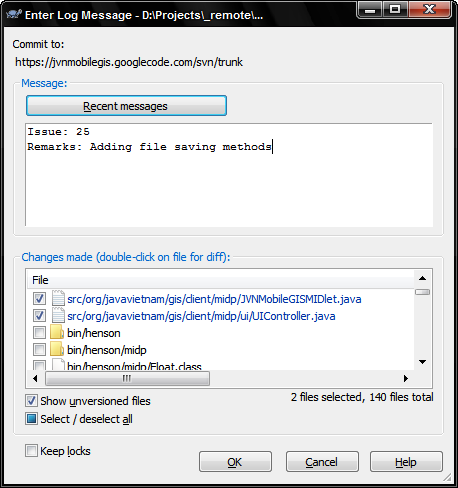 Enter Log Message - D:\Projects\_remote\...
Commit to:
https://jvnmobilegis.googlecode.com/svn/trunk
Message:
Recent messages
Issue: 25
Remarks: Adding file saving methods
Changes made (double-click on file for diff):
File
src/org/javavietnam/gis/client/midp/JVNMobileGISMIDlet.java
src/org/javavietnam/gis/client/midp/ui/UIController.java
bin/henson
bin/henson/midp
bin/henson/midp/Float.class
Show unversioned files
2 files selected, 140 files total
Select / deselect all
Keep locks
OK
Cancel
Help